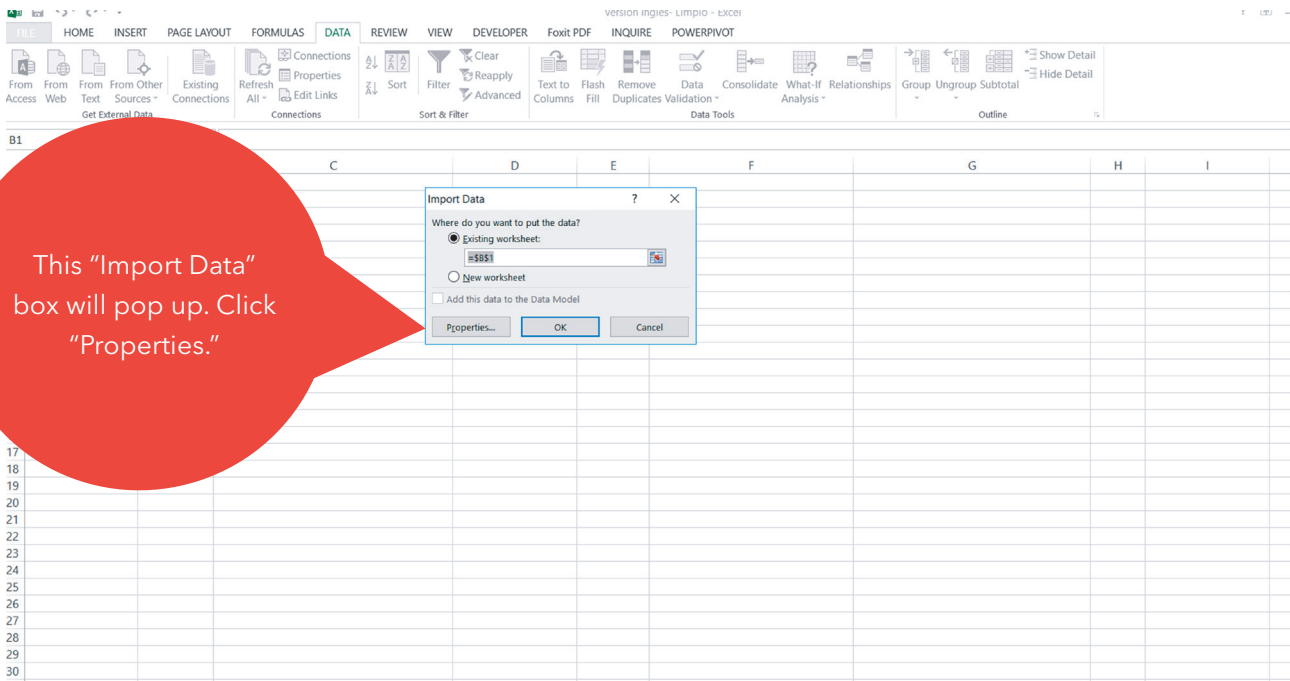 Version Ingles- Limpio - Excel
FILE HOME INSERT PAGE LAYOUT FORMULAS DATA REVIEW VIEW DEVELOPER Foxit PDF INQUIRE POWERPIVOT
From Access
From Web
From Text
From Other Sources
Existing Connections
Get External Data
Refresh All
Connections
Properties
Edit Links
Connections
Sort
Filter
Clear
Reapply
Advanced
Sort & Filter
Text to Columns
Flash Fill
Remove Duplicates
Data Validation
Consolidate
What-If Analysis
Relationships
Data Tools
Group
Ungroup
Subtotal
Show Detail
Hide Detail
Outline
B1
C D E F G H I
This “Import Data”
box will pop up. Click
“Properties.”
Import Data ?
Where do you want to put the data?
Existing worksheet:
=$B$1
New worksheet
Add this data to the Data Model
Properties... OK Cancel
17
18
19
20
21
22
23
24
25
26
27
28
29
30